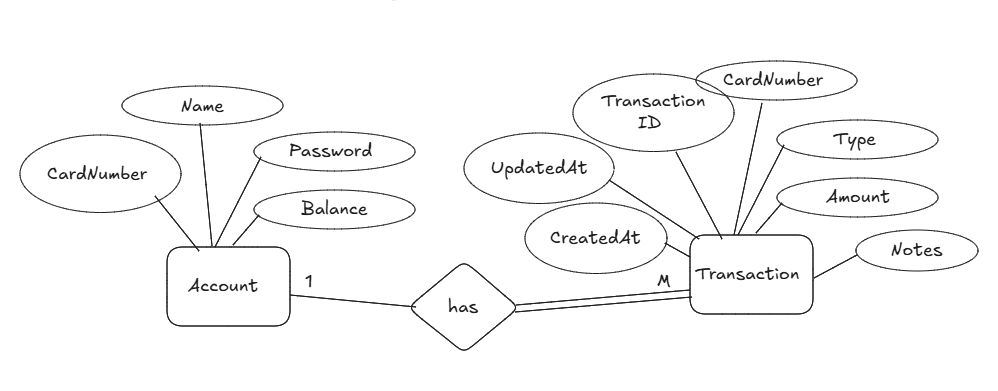 CardNumber
Name
Transaction
ID
Password
Type
UpdatedAt
CardNumber
Amount
Balance
CreatedAt
Notes
Account
1
has
M
Transaction